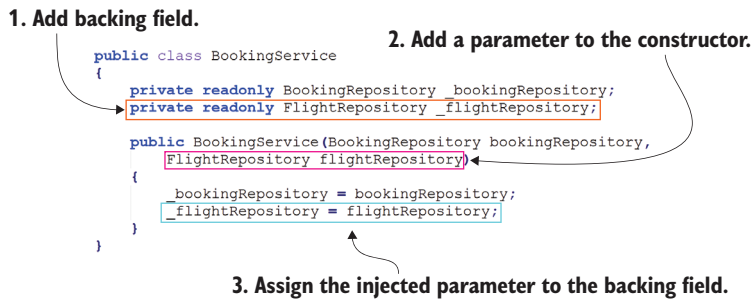 1. Add backing field.
2. Add a parameter to the constructor.
public class BookingService
{
private readonly BookingRepository _bookingRepository;
private readonly FlightRepository _flightRepository;
public BookingService(BookingRepository bookingRepository,
FlightRepository flightRepository)
{
_bookingRepository = bookingRepository;
_flightRepository = flightRepository;
}
}
3. Assign the injected parameter to the backing field.